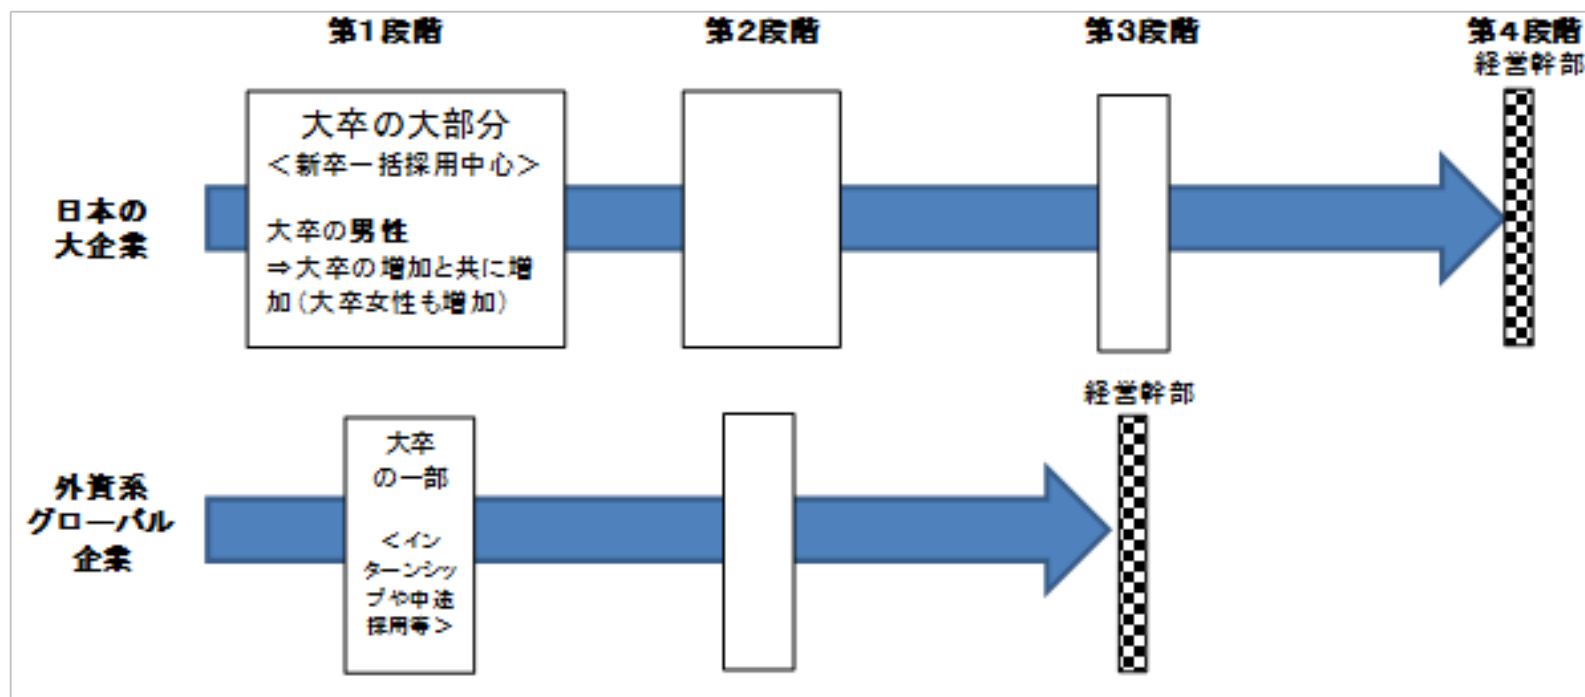 第1段階
第2段階
第3段階
第4段階
経営幹部
日本の
大企業
大卒の大部分
＜新卒一括採用中心＞
大卒の男性
⇒大卒の増加と共に増
加（大卒女性も増加）
経営幹部
外資系
グローバル
企業
大卒
の一部
＜イン
ターンシッ
プや中途
採用等＞